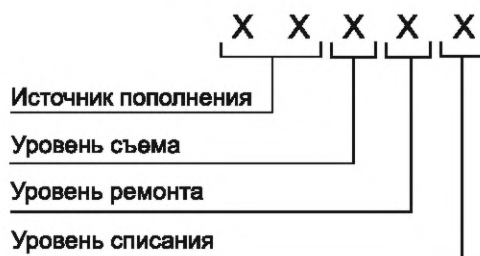 X X X X X
Источник пополнения
Уровень съема
Уровень ремонта
Уровень списания